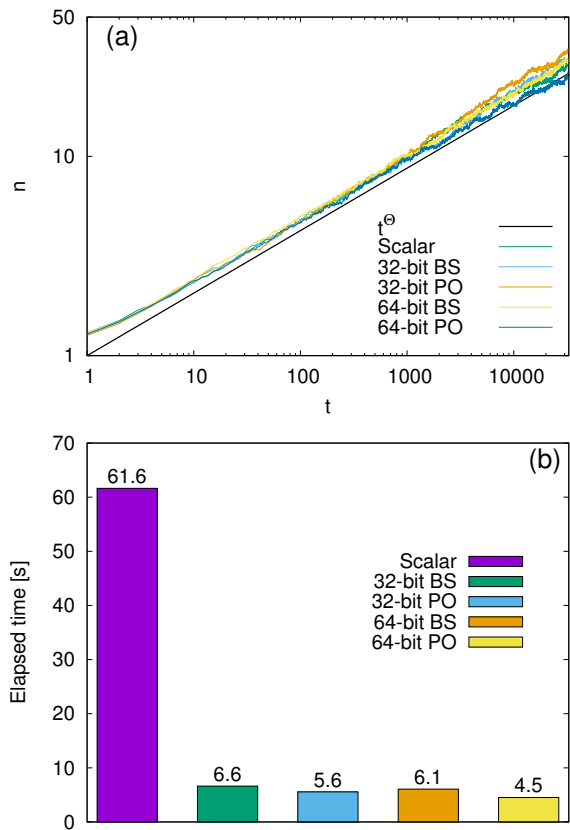 50
(a)
10
n
t^Θ
Scalar
32-bit BS
32-bit PO
64-bit BS
64-bit PO
1
1 10 100 1000 10000
t
70
(b)
61.6
60
50
Scalar
32-bit BS
40
32-bit PO
64-bit BS
64-bit PO
Elapsed time [s]
30
20
10
6.6 5.6 6.1 4.5
0